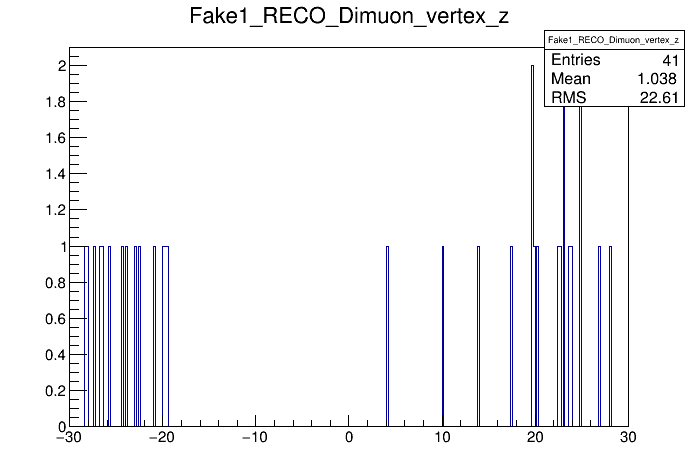 Fake1_RECO_Dimuon_vertex_z
Fake1_RECO_Dimuon_vertex_z
Entries 41
Mean 1.038
RMS 22.61
2
1.8
1.6
1.4
1.2
1
0.8
0.6
0.4
0.2
0
−30 −20 −10 0 10 20 30